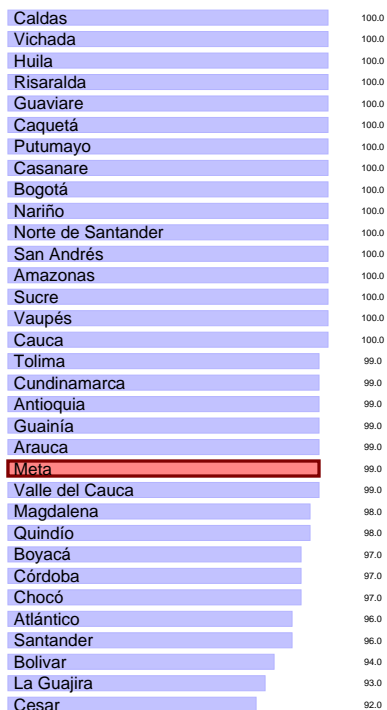 Caldas 100.0
Vichada 100.0
Huila 100.0
Risaralda 100.0
Guaviare 100.0
Caquetá 100.0
Putumayo 100.0
Casanare 100.0
Bogotá 100.0
Nariño 100.0
Norte de Santander 100.0
San Andrés 100.0
Amazonas 100.0
Sucre 100.0
Vaupés 100.0
Cauca 100.0
Tolima 99.0
Cundinamarca 99.0
Antioquia 99.0
Guainía 99.0
Arauca 99.0
Meta 99.0
Valle del Cauca 99.0
Magdalena 98.0
Quindío 98.0
Boyacá 97.0
Córdoba 97.0
Chocó 97.0
Atlántico 96.0
Santander 96.0
Bolivar 94.0
La Guajira 93.0
Cesar 92.0